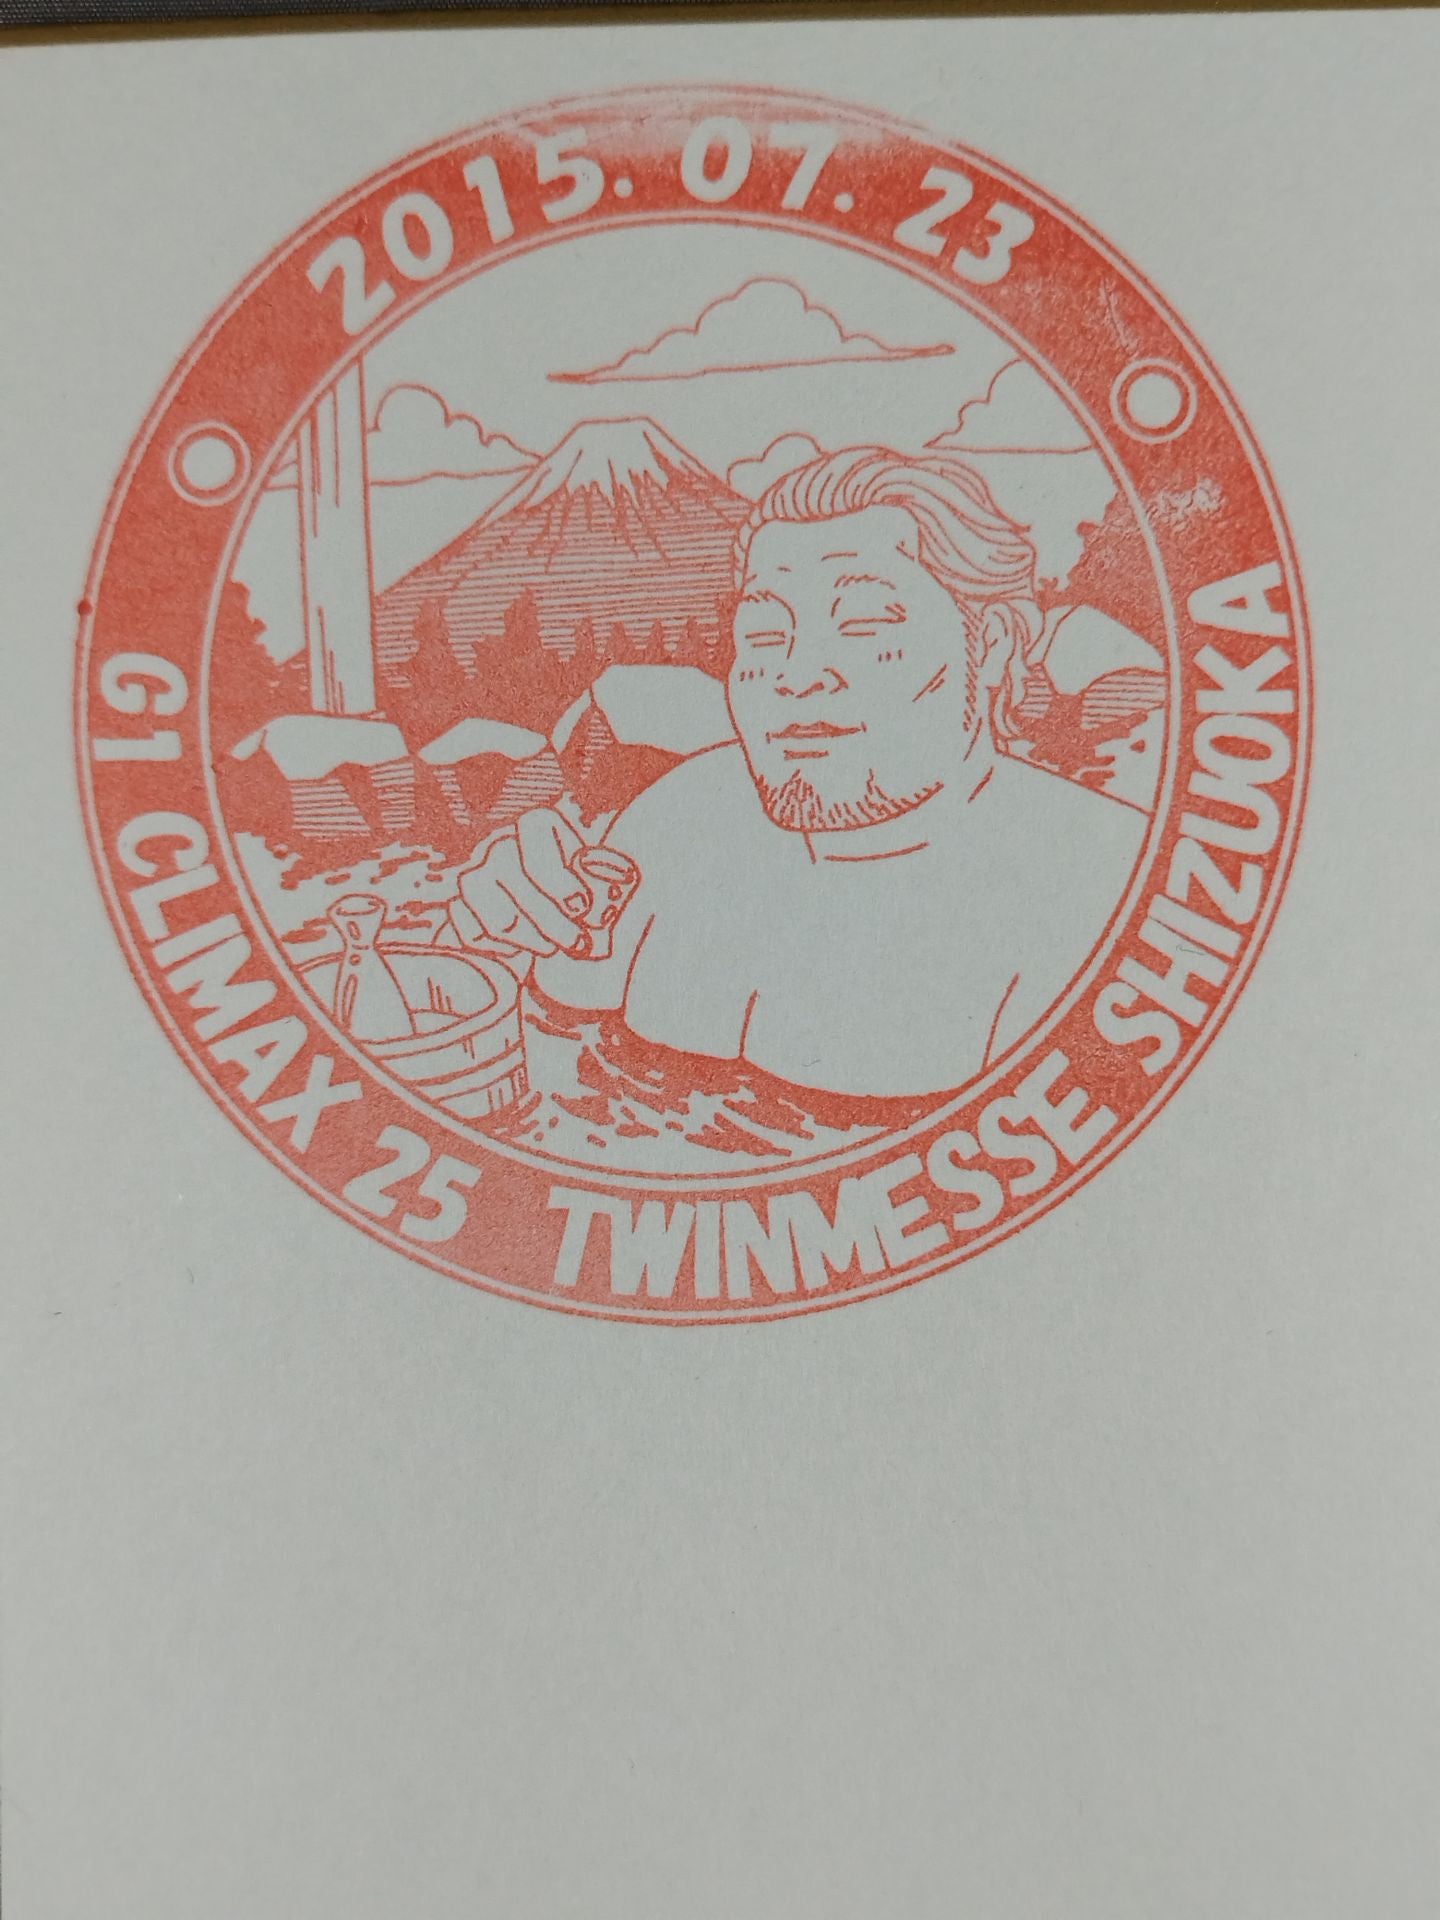 2015. 07. 23
G1 CLIMAX 25 TWINMESSE SHIZUOKA